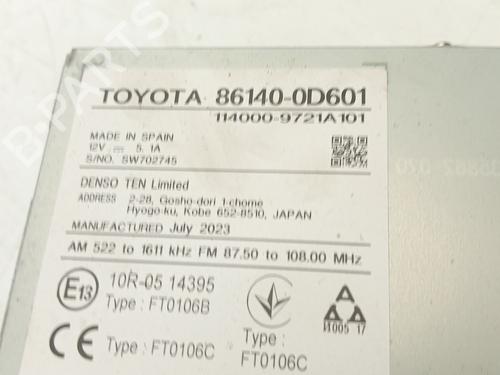 TOYOTA 86140-0D601
114000-9721A101
MADE IN SPAIN
12V ⎓ 5.1A
S/NO. SW702745
DENSO TEN Limited
ADDRESS 2-28, Gosho-dori 1-chome
Hyogo-ku, Kobe 652-8510, JAPAN
MANUFACTURED July 2023
AM 522 to 1611 kHz FM 87.50 to 108.00 MHz
E13 10R-05 14395
Type : FT0106B
CE Type : FT0106C
Type :
FT0106C
И005 17
B-PARTS